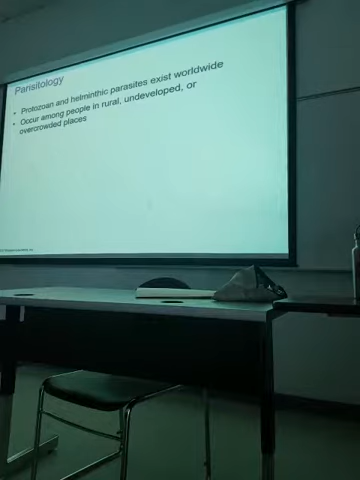 Parisitology
• Protozoan and helminthic parasites exist worldwide
• Occur among people in rural, undeveloped, or
overcrowded places